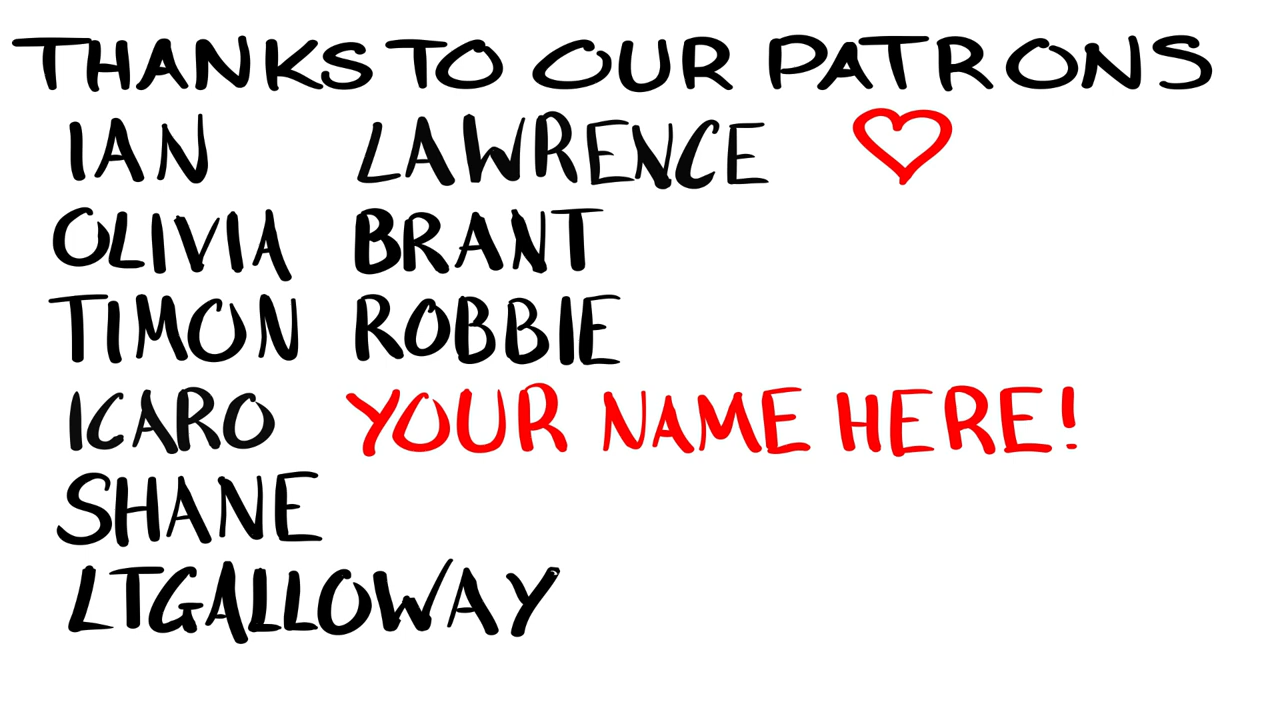 THANKS TO OUR PATRONS
IAN LAWRENCE
OLIVIA BRANT
TIMON ROBBIE
ICARO YOUR NAME HERE!
SHANE
LTGALLOWAY